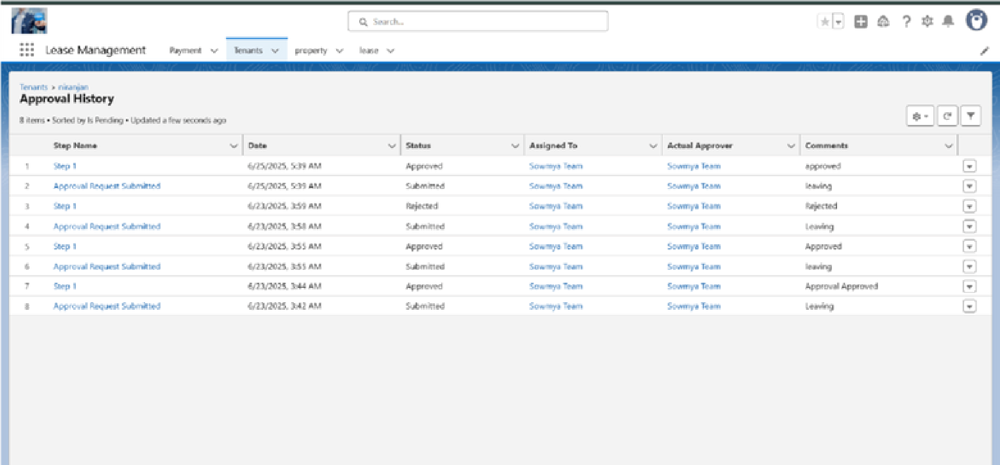 Search...
Lease Management Payment Tenants property lease
Tenants > niranjan
Approval History
8 items • Sorted by Is Pending • Updated a few seconds ago
Step Name Date Status Assigned To Actual Approver Comments
1 Step 1 6/25/2025, 5:39 AM Approved Sowmya Team Sowmya Team approved
2 Approval Request Submitted 6/25/2025, 5:39 AM Submitted Sowmya Team Sowmya Team leaving
3 Step 1 6/23/2025, 3:59 AM Rejected Sowmya Team Sowmya Team Rejected
4 Approval Request Submitted 6/23/2025, 3:58 AM Submitted Sowmya Team Sowmya Team Leaving
5 Step 1 6/23/2025, 3:55 AM Approved Sowmya Team Sowmya Team Approved
6 Approval Request Submitted 6/23/2025, 3:55 AM Submitted Sowmya Team Sowmya Team leaving
7 Step 1 6/23/2025, 3:44 AM Approved Sowmya Team Sowmya Team Approval Approved
8 Approval Request Submitted 6/23/2025, 3:42 AM Submitted Sowmya Team Sowmya Team Leaving